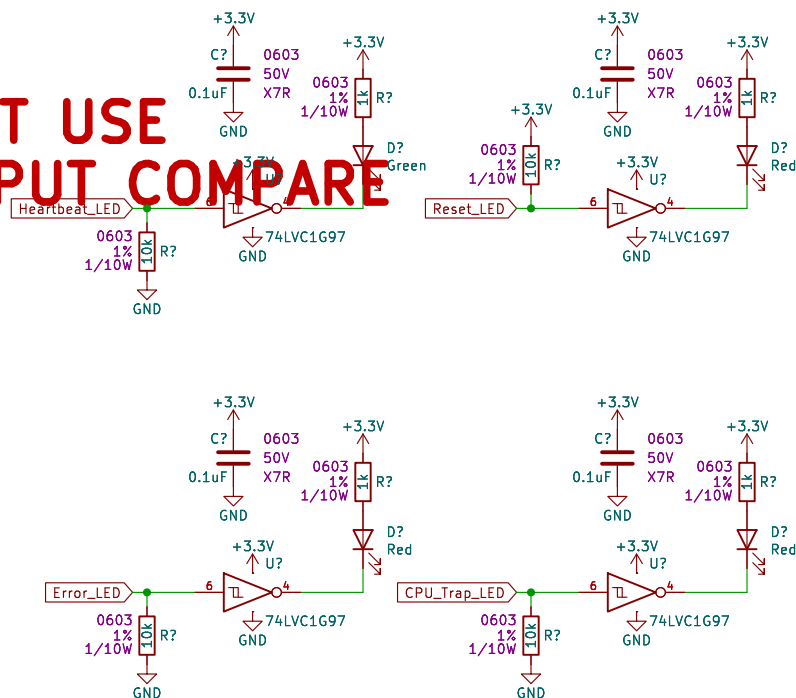 +3.3V
C?
0603
50V
X7R
0.1uF
GND
+3.3V
0603
1%
1/10W
1k
R?
D?
Green
T USE
PUT COMPARE
+3.3V
U?
Heartbeat_LED
6
4
74LVC1G97
GND
0603
1%
1/10W
10k
R?
GND
+3.3V
C?
0603
50V
X7R
0.1uF
GND
+3.3V
0603
1%
1/10W
1k
R?
D?
Red
+3.3V
0603
1%
1/10W
10k
R?
+3.3V
U?
Reset_LED
6
4
74LVC1G97
GND
+3.3V
C?
0603
50V
X7R
0.1uF
GND
+3.3V
0603
1%
1/10W
1k
R?
D?
Red
+3.3V
U?
Error_LED
6
4
74LVC1G97
GND
0603
1%
1/10W
10k
R?
GND
+3.3V
C?
0603
50V
X7R
0.1uF
GND
+3.3V
0603
1%
1/10W
1k
R?
D?
Red
+3.3V
U?
CPU_Trap_LED
6
4
74LVC1G97
GND
0603
1%
1/10W
10k
R?
GND